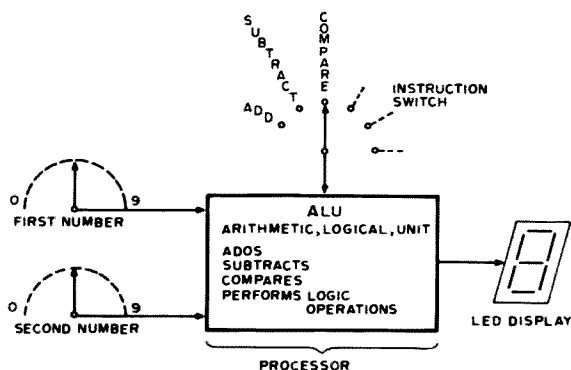 SUBTRACT
COMPARE
ADD
INSTRUCTION
SWITCH
0 9
FIRST NUMBER
ALU
ARITHMETIC, LOGICAL, UNIT
ADOS
SUBTRACTS
COMPARES
PERFORMS LOGIC
OPERATIONS
0 9
SECOND NUMBER
LED DISPLAY
PROCESSOR